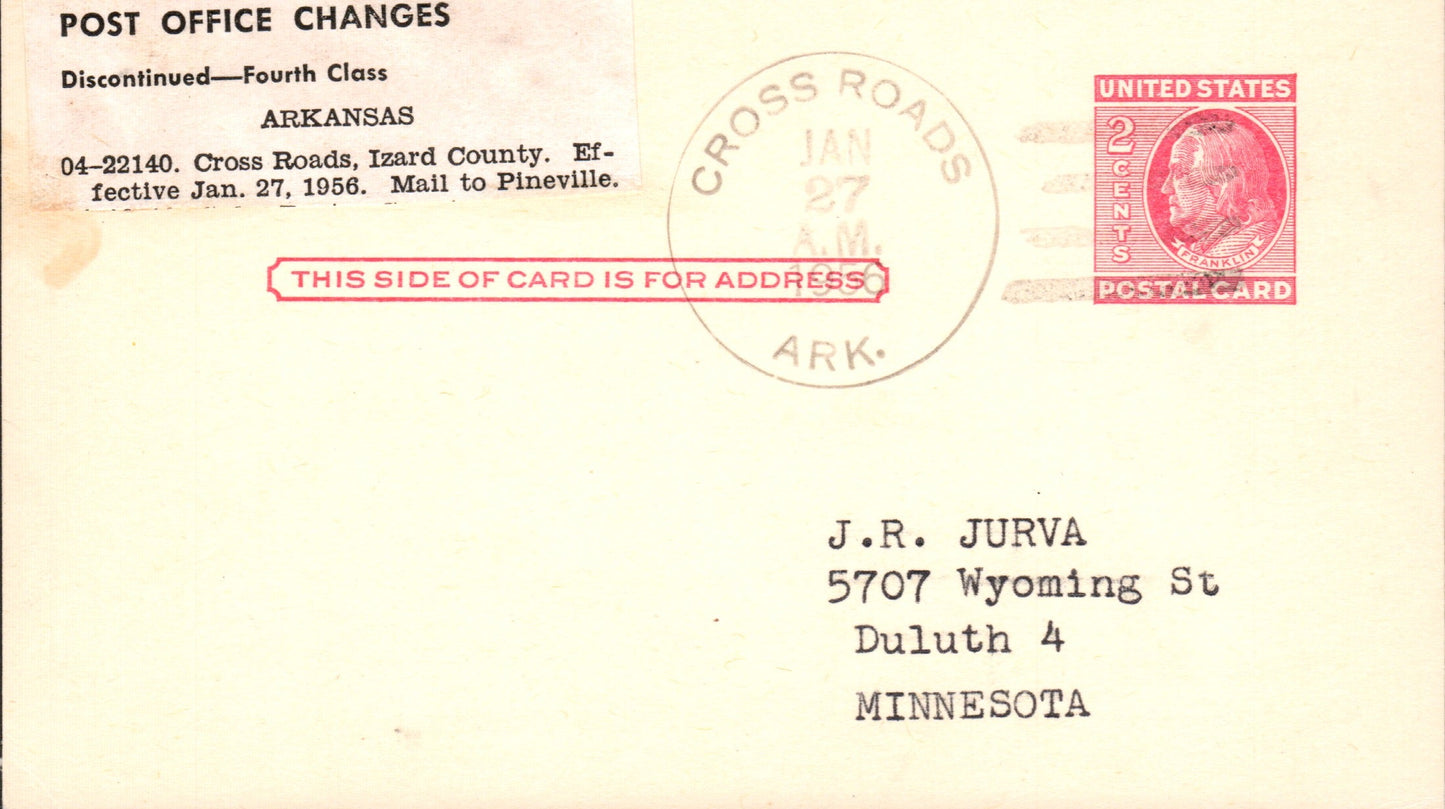 POST OFFICE CHANGES
Discontinued—Fourth Class
ARKANSAS
04–22140. Cross Roads, Izard County. Ef-
fective Jan. 27, 1956. Mail to Pineville.
CROSS ROADS
JAN
27
A.M.
1956
ARK.
UNITED STATES
2 CENTS
FRANKLIN
POSTAL CARD
THIS SIDE OF CARD IS FOR ADDRESS
J.R. JURVA
5707 Wyoming St
Duluth 4
MINNESOTA